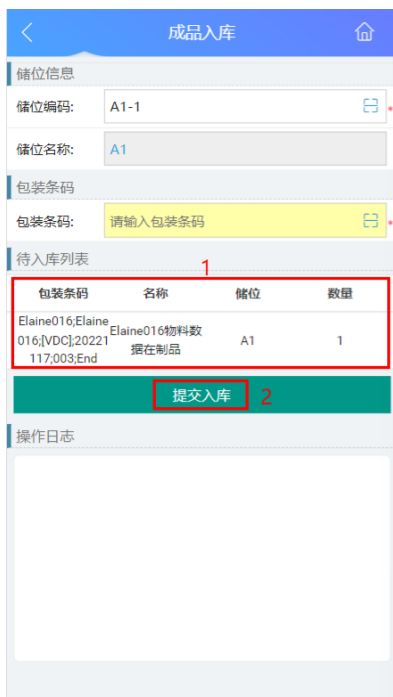 成品入库
储位信息
储位编码: A1-1 *
储位名称: A1
包装条码
包装条码: 请输入包装条码 *
待入库列表
1
包装条码 名称 储位 数量
Elaine016;Elaine
016;[VDC];20221
117;003;End
Elaine016物料数
据在制品
A1
1
提交入库 2
操作日志